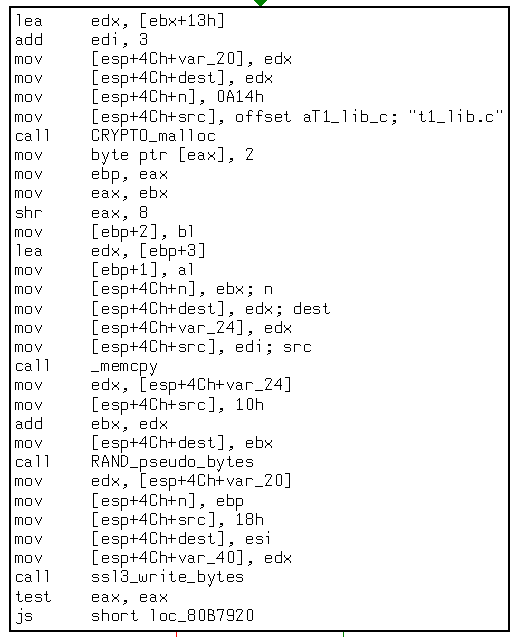 lea edx, [ebx+13h]
add edi, 3
mov [esp+4Ch+var_20], edx
mov [esp+4Ch+dest], edx
mov [esp+4Ch+n], 0A14h
mov [esp+4Ch+src], offset aT1_lib_c; "t1_lib.c"
call CRYPTO_malloc
mov byte ptr [eax], 2
mov ebp, eax
mov eax, ebx
shr eax, 8
mov [ebp+2], bl
lea edx, [ebp+3]
mov [ebp+1], al
mov [esp+4Ch+n], ebx; n
mov [esp+4Ch+dest], edx; dest
mov [esp+4Ch+var_24], edx
mov [esp+4Ch+src], edi; src
call _memcpy
mov edx, [esp+4Ch+var_24]
mov [esp+4Ch+src], 10h
add ebx, edx
mov [esp+4Ch+dest], ebx
call RAND_pseudo_bytes
mov edx, [esp+4Ch+var_20]
mov [esp+4Ch+n], ebp
mov [esp+4Ch+src], 18h
mov [esp+4Ch+dest], esi
mov [esp+4Ch+var_40], edx
call ssl3_write_bytes
test eax, eax
js short loc_80B7920